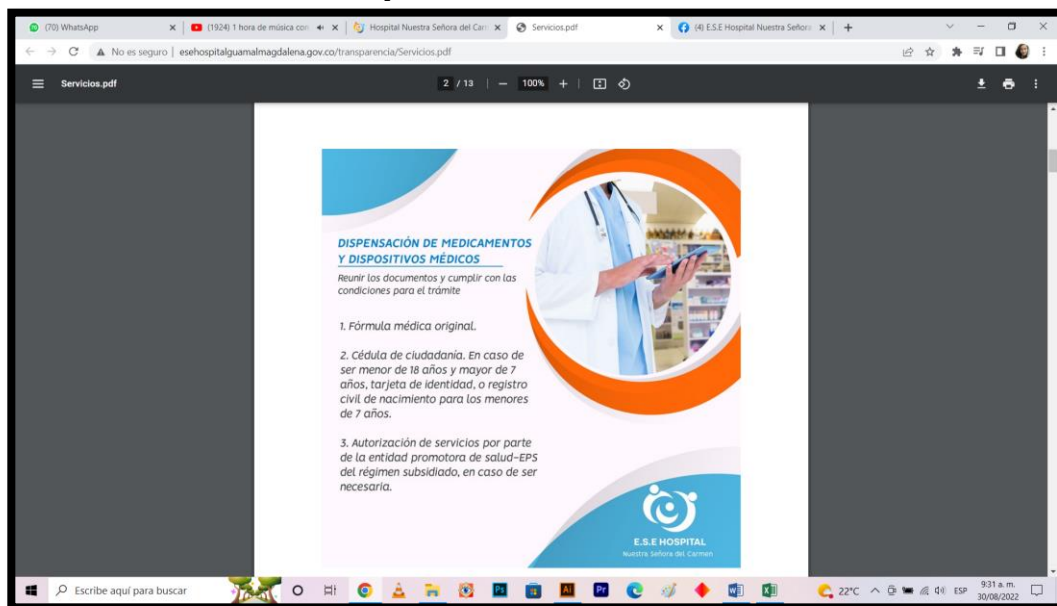 (70) WhatsApp
(1924) 1 hora de música con
Hospital Nuestra Señora del Carm
Servicios.pdf
(4) E.S.E Hospital Nuestra Señora
No es seguro | esehospitalguamalmagdalena.gov.co/transparencia/Servicios.pdf
Servicios.pdf
2 / 13 | − 100% +
DISPENSACIÓN DE MEDICAMENTOS
Y DISPOSITIVOS MÉDICOS
Reunir los documentos y cumplir con las
condiciones para el trámite
1. Fórmula médica original.
2. Cédula de ciudadanía. En caso de
ser menor de 18 años y mayor de 7
años, tarjeta de identidad, o registro
civil de nacimiento para los menores
de 7 años.
3. Autorización de servicios por parte
de la entidad promotora de salud-EPS
del régimen subsidiado, en caso de ser
necesaria.
E.S.E HOSPITAL
Nuestra Señora del Carmen
Escribe aquí para buscar
22°C
ESP
9:31 a. m.
30/08/2022